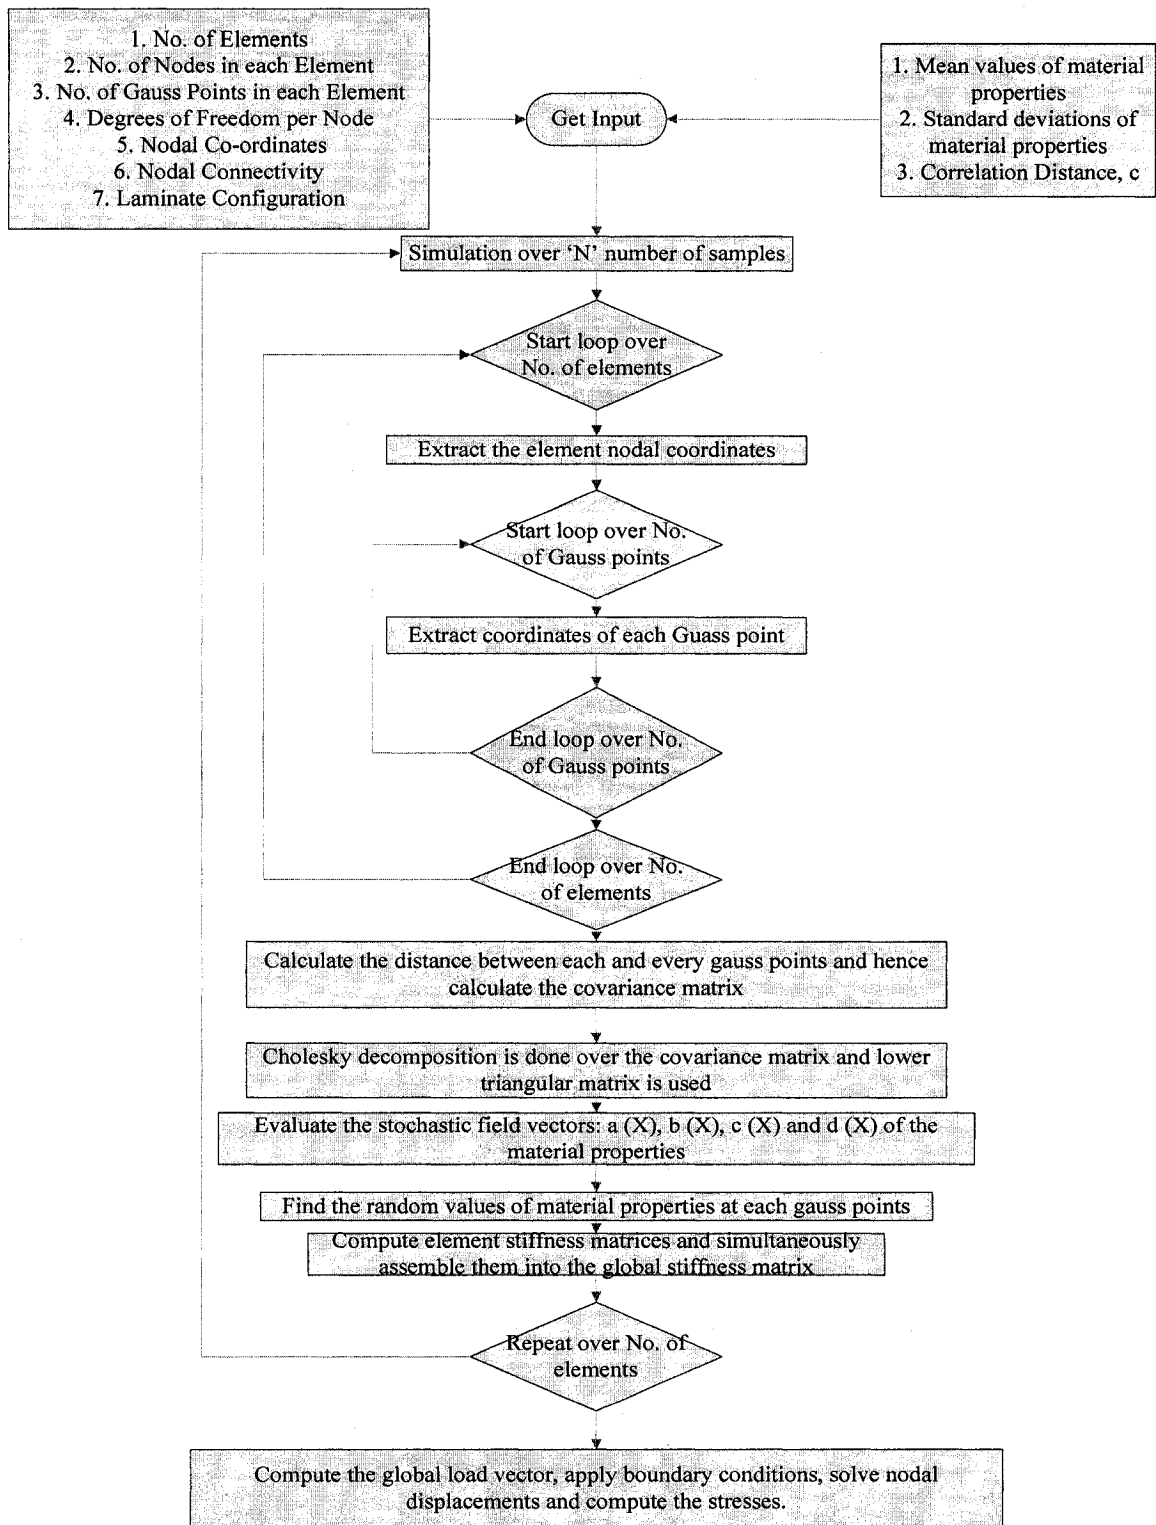 1. No. of Elements
2. No. of Nodes in each Element
3. No. of Gauss Points in each Element
4. Degrees of Freedom per Node
5. Nodal Co-ordinates
6. Nodal Connectivity
7. Laminate Configuration
Get Input
1. Mean values of material
properties
2. Standard deviations of
material properties
3. Correlation Distance, c
Simulation over ‘N’ number of samples
Start loop over
No. of elements
Extract the element nodal coordinates
Start loop over No.
of Gauss points
Extract coordinates of each Guass point
End loop over No.
of Gauss points
End loop over No.
of elements
Calculate the distance between each and every gauss points and hence
calculate the covariance matrix
Cholesky decomposition is done over the covariance matrix and lower
triangular matrix is used
Evaluate the stochastic field vectors: a (X), b (X), c (X) and d (X) of the
material properties
Find the random values of material properties at each gauss points
Compute element stiffness matrices and simultaneously
assemble them into the global stiffness matrix
Repeat over No. of
elements
Compute the global load vector, apply boundary conditions, solve nodal
displacements and compute the stresses.